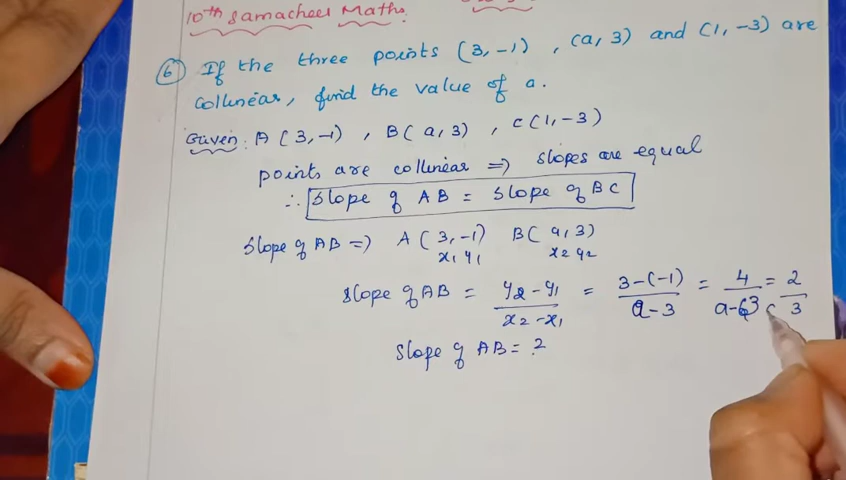 10th Samacheer Maths.
⑥ If the three points (3, -1), (a, 3) and (1, -3) are
collinear, find the value of a.
Given: A (3, -1), B (a, 3), C (1, -3)
points are collinear => slopes are equal
∴ Slope of AB = Slope of BC
Slope of AB => A (3, -1) B (a, 3)
x₁ y₁ x₂ y₂
Slope of AB = y₂ - y₁ / x₂ - x₁ = 3-(-1) / a-3 = 4 / a-3 = 2 / 3
Slope of AB = 2